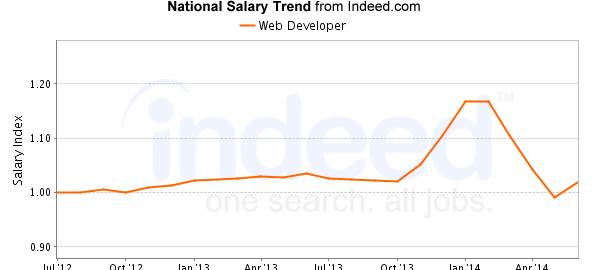 National Salary Trend from Indeed.com
Web Developer
Salary Index
1.20
1.10
1.00
0.90
indeed™
one search. all jobs.
Jul'12 Oct'12 Jan'13 Apr'13 Jul'13 Oct'13 Jan'14 Apr'14